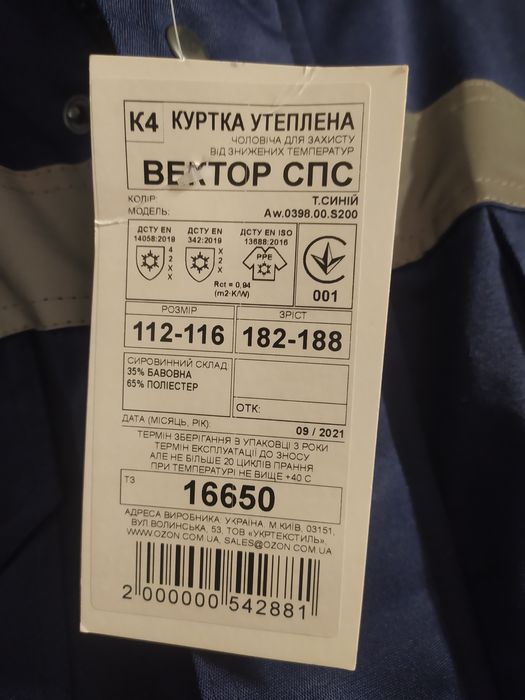 К4 КУРТКА УТЕПЛЕНА
ЧОЛОВІЧА ДЛЯ ЗАХИСТУ
ВІД ЗНИЖЕНИХ ТЕМПЕРАТУР
ВЕКТОР СПС
КОЛІР: Т.СИНІЙ
МОДЕЛЬ: Aw.0398.00.S200
ДСТУ EN
14058:2019
4
2
X
X
ДСТУ EN
342:2019
X
2
X
ДСТУ EN ISO
13688:2016
PPE
Rct = 0,94
(m2·K/W)
001
РОЗМІР
112-116
ЗРІСТ
182-188
СИРОВИННИЙ СКЛАД
35% БАВОВНА
65% ПОЛІЕСТЕР
ОТК:
ДАТА (МІСЯЦЬ, РІК): 09 / 2021
ТЕРМІН ЗБЕРІГАННЯ В УПАКОВЦІ 3 РОКИ
ТЕРМІН ЕКСПЛУАТАЦІЇ ДО ЗНОСУ
АЛЕ НЕ БІЛЬШЕ 20 ЦИКЛІВ ПРАННЯ
ПРИ ТЕМПЕРАТУРІ НЕ ВИЩЕ +40 С
ТЗ 16650
АДРЕСА ВИРОБНИКА: УКРАЇНА М.КИЇВ, 03151,
ВУЛ ВОЛИНСЬКА, 53, ТОВ «УКРТЕКСТИЛЬ»,
WWW.OZON.COM.UA, SALES@OZON.COM.UA
2 000000 542881